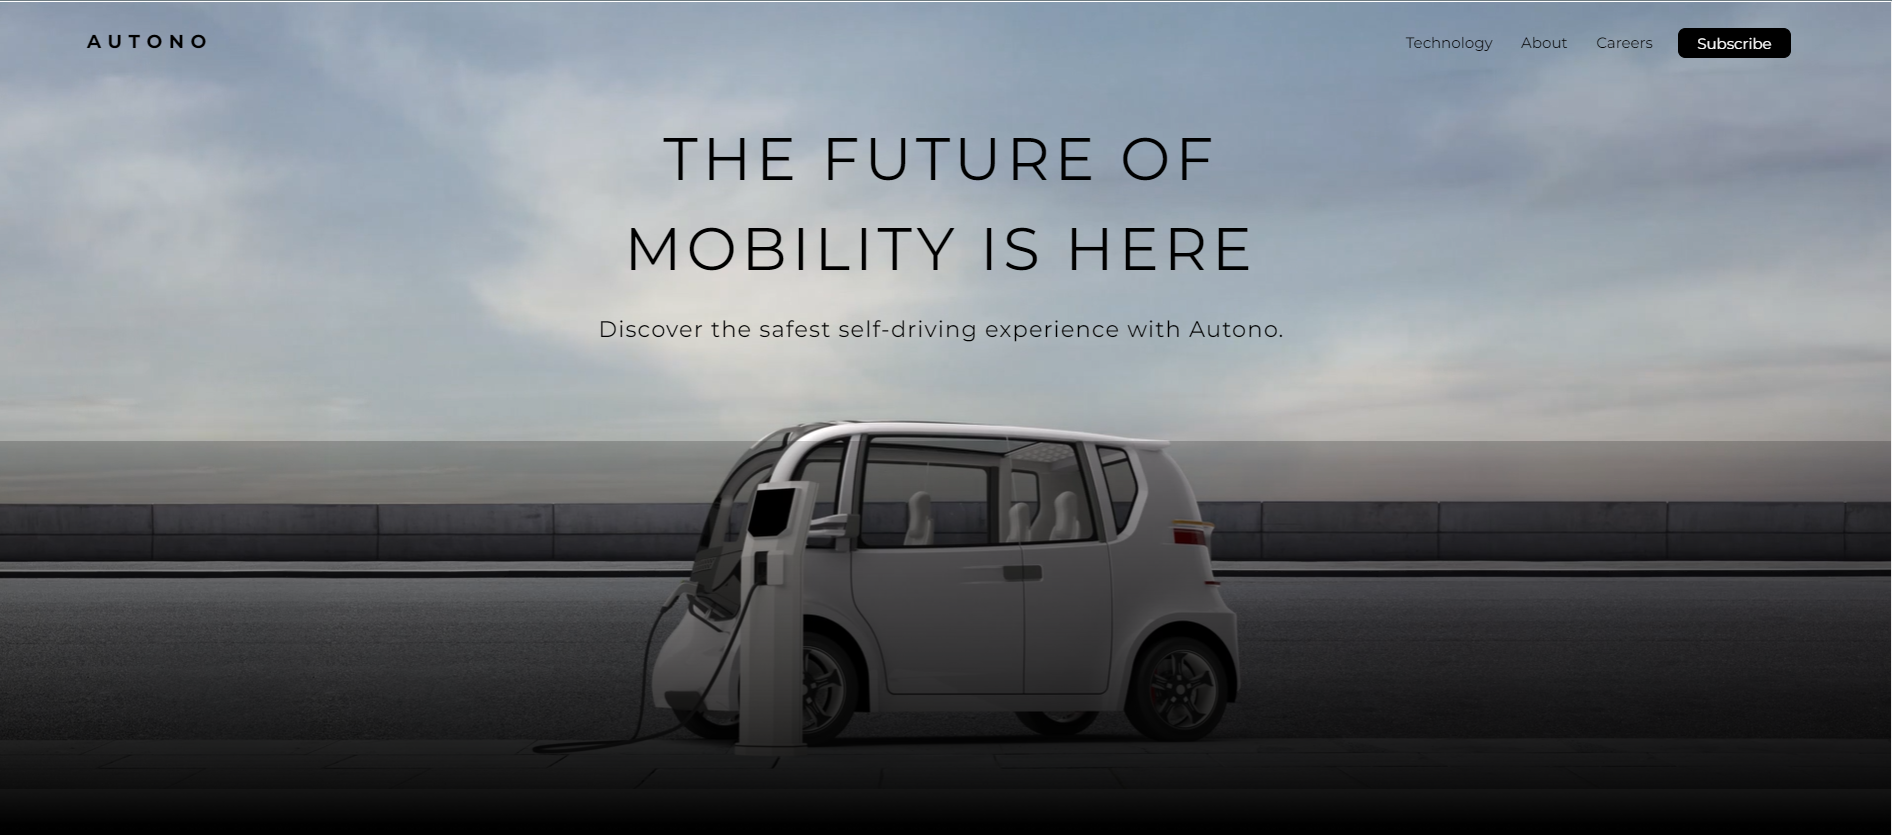 AUTONO
Technology About Careers Subscribe
THE FUTURE OF
MOBILITY IS HERE
Discover the safest self-driving experience with Autono.